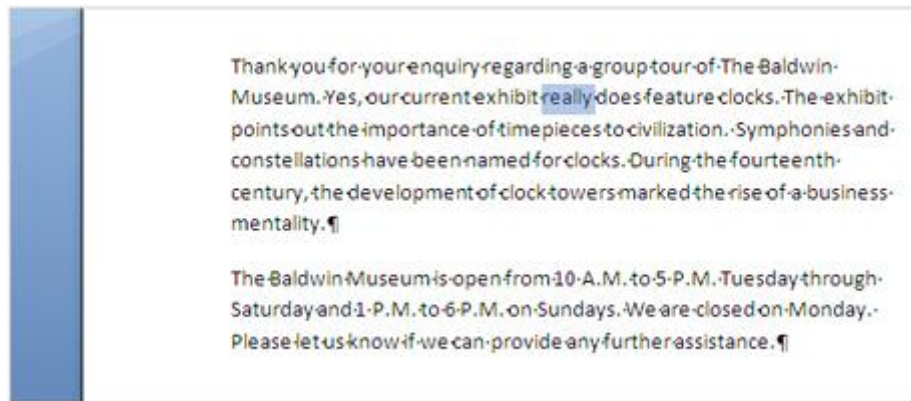 Thank you for your enquiry regarding a group tour of The Baldwin
Museum. Yes, our current exhibit really does feature clocks. The exhibit
points out the importance of timepieces to civilization. Symphonies and
constellations have been named for clocks. During the fourteenth
century, the development of clock towers marked the rise of a business
mentality.¶
The Baldwin Museum is open from 10 A.M. to 5 P.M. Tuesday through
Saturday and 1 P.M. to 6 P.M. on Sundays. We are closed on Monday.
Please let us know if we can provide any further assistance.¶